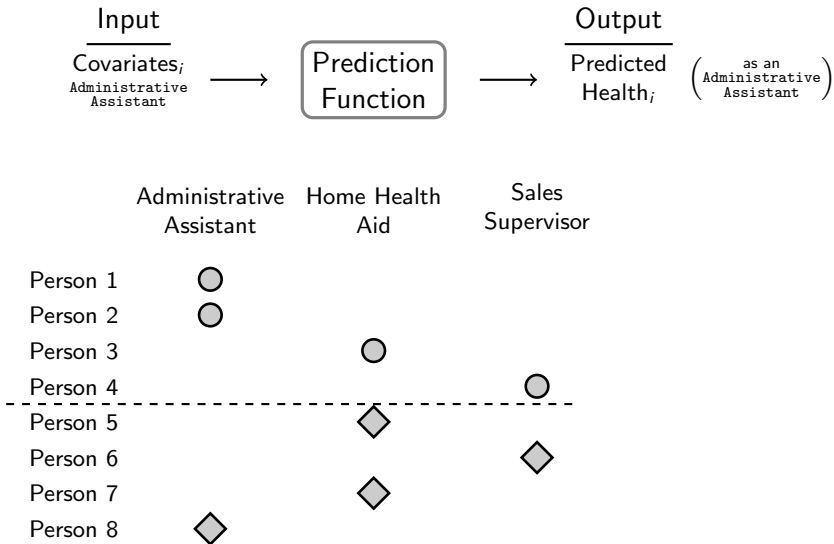 Input
Output
Covariates_i
Administrative
Assistant
Prediction
Function
Predicted
Health_i
as an
Administrative
Assistant
Administrative
Assistant
Home Health
Aid
Sales
Supervisor
Person 1
Person 2
Person 3
Person 4
Person 5
Person 6
Person 7
Person 8